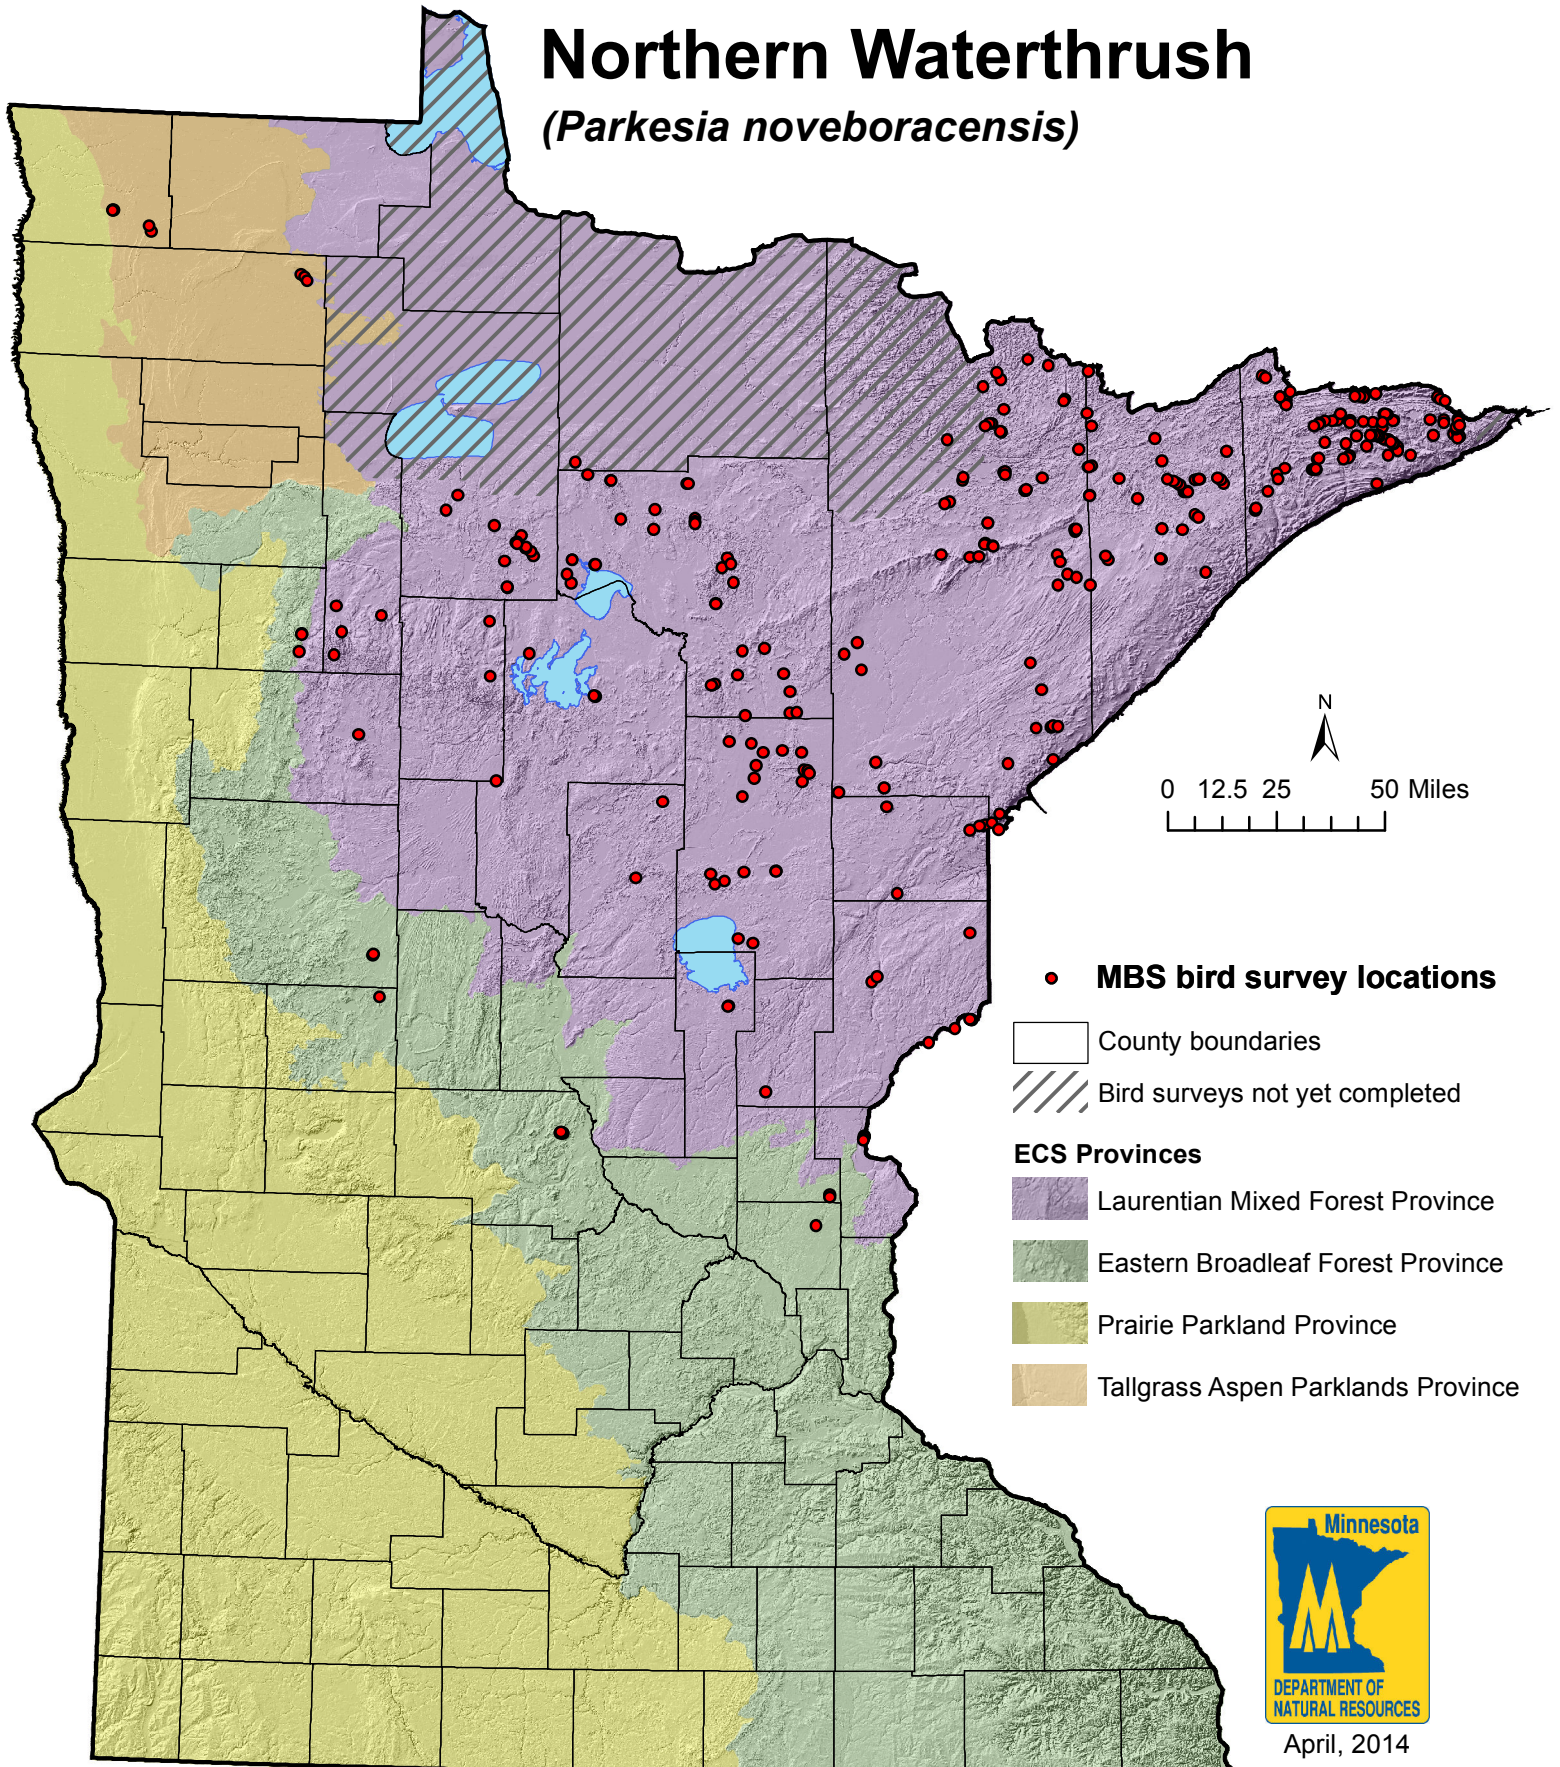 Northern Waterthrush
(Parkesia noveboracensis)
N
0 12.5 25 50 Miles
MBS bird survey locations
County boundaries
Bird surveys not yet completed
ECS Provinces
Laurentian Mixed Forest Province
Eastern Broadleaf Forest Province
Prairie Parkland Province
Tallgrass Aspen Parklands Province
Minnesota
DEPARTMENT OF
NATURAL RESOURCES
April, 2014